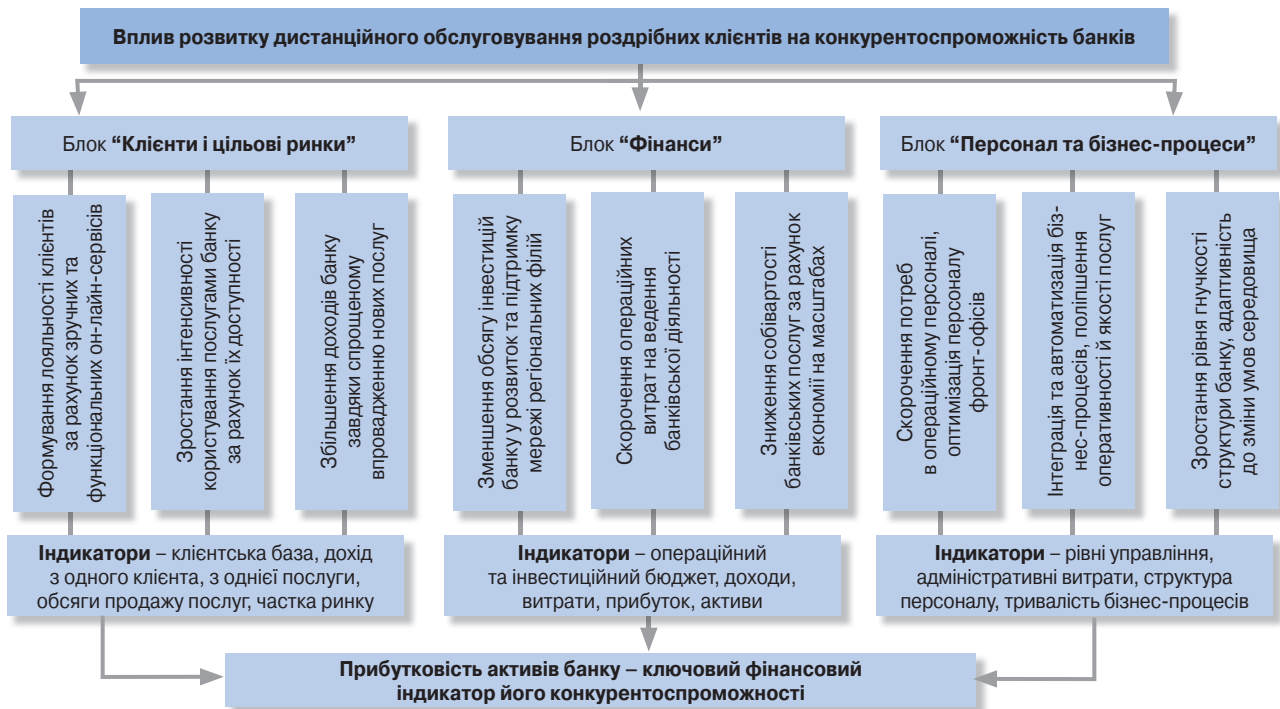 Вплив розвитку дистанційного обслуговування роздрібних клієнтів на конкурентоспроможність банків
Блок “Клієнти і цільові ринки”
Блок “Фінанси”
Блок “Персонал та бізнес-процеси”
Формування лояльності клієнтів
за рахунок зручних та
функціональних он-лайн-сервісів
Зростання інтенсивності
користування послугами банку
за рахунок їх доступності
Збільшення доходів банку
завдяки спрощеному
впровадженню нових послуг
Зменшення обсягу інвестицій
банку у розвиток та підтримку
мережі регіональних філій
Скорочення операційних
витрат на ведення
банківської діяльності
Зниження собівартості
банківських послуг за рахунок
економії на масштабах
Скорочення потреб
в операційному персоналі,
оптимізація персоналу
фронт-офісів
Інтеграція та автоматизація біз-
нес-процесів, поліпшення
оперативності й якості послуг
Зростання рівня гнучкості
структури банку, адаптивність
до зміни умов середовища
Індикатори – клієнтська база, дохід
з одного клієнта, з однієї послуги,
обсяги продажу послуг, частка ринку
Індикатори – операційний
та інвестиційний бюджет, доходи,
витрати, прибуток, активи
Індикатори – рівні управління,
адміністративні витрати, структура
персоналу, тривалість бізнес-процесів
Прибутковість активів банку – ключовий фінансовий
індикатор його конкурентоспроможності